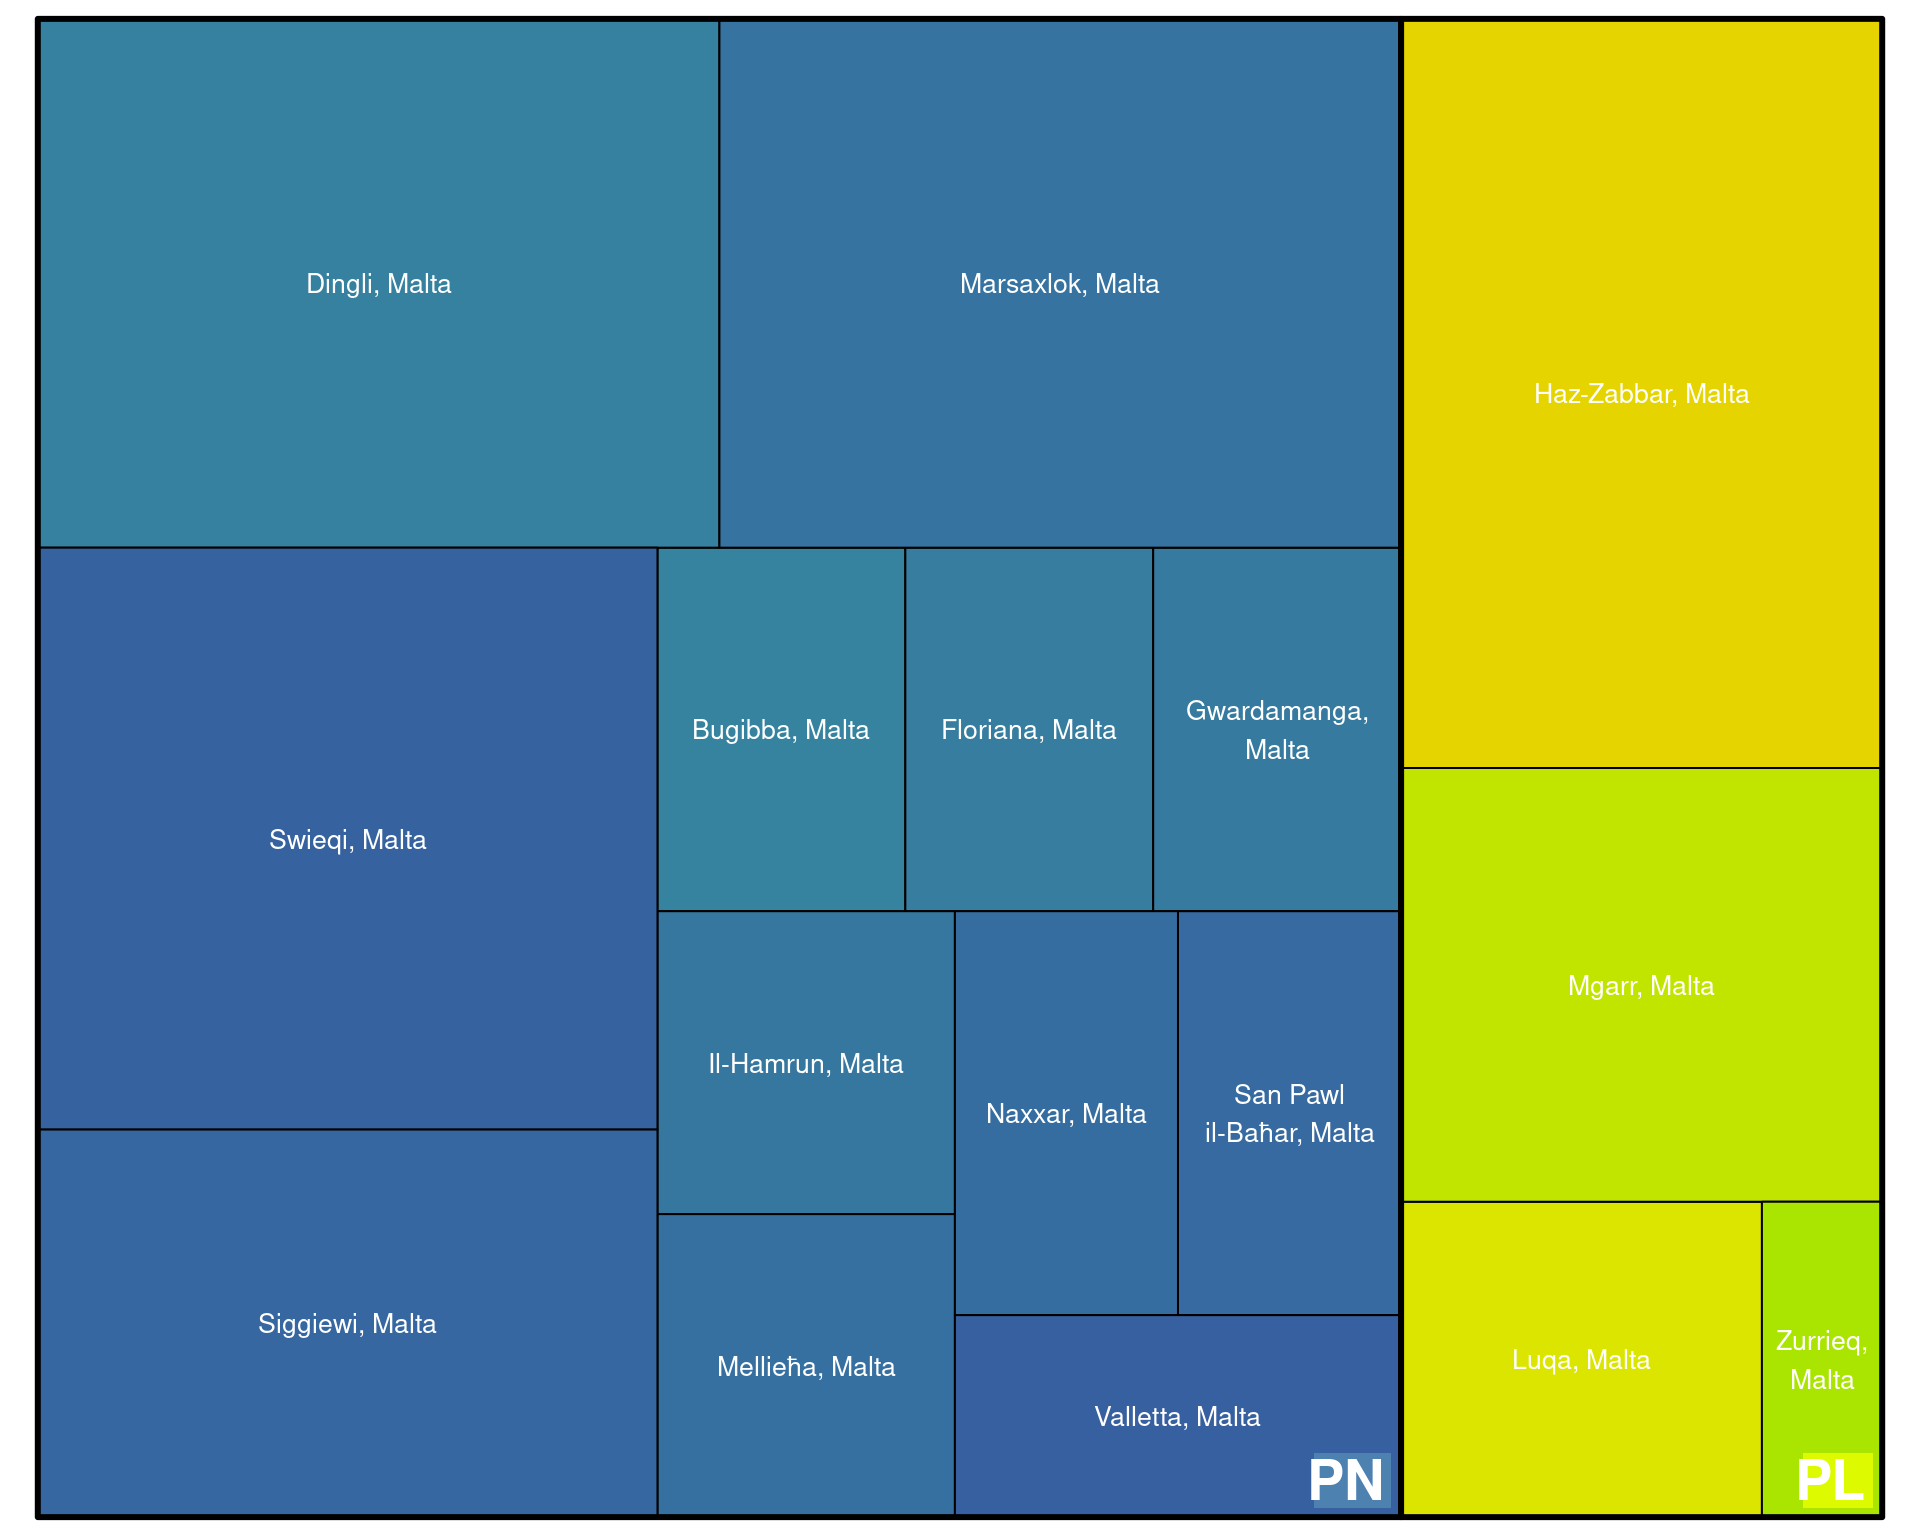 Dingli, Malta
Marsaxlok, Malta
Haz-Zabbar, Malta
Swieqi, Malta
Bugibba, Malta
Floriana, Malta
Gwardamanga,
Malta
Mgarr, Malta
Il-Hamrun, Malta
Naxxar, Malta
San Pawl
il-Baħar, Malta
Siggiewi, Malta
Mellieħa, Malta
Valletta, Malta
Luqa, Malta
Zurrieq,
Malta
PN
PL